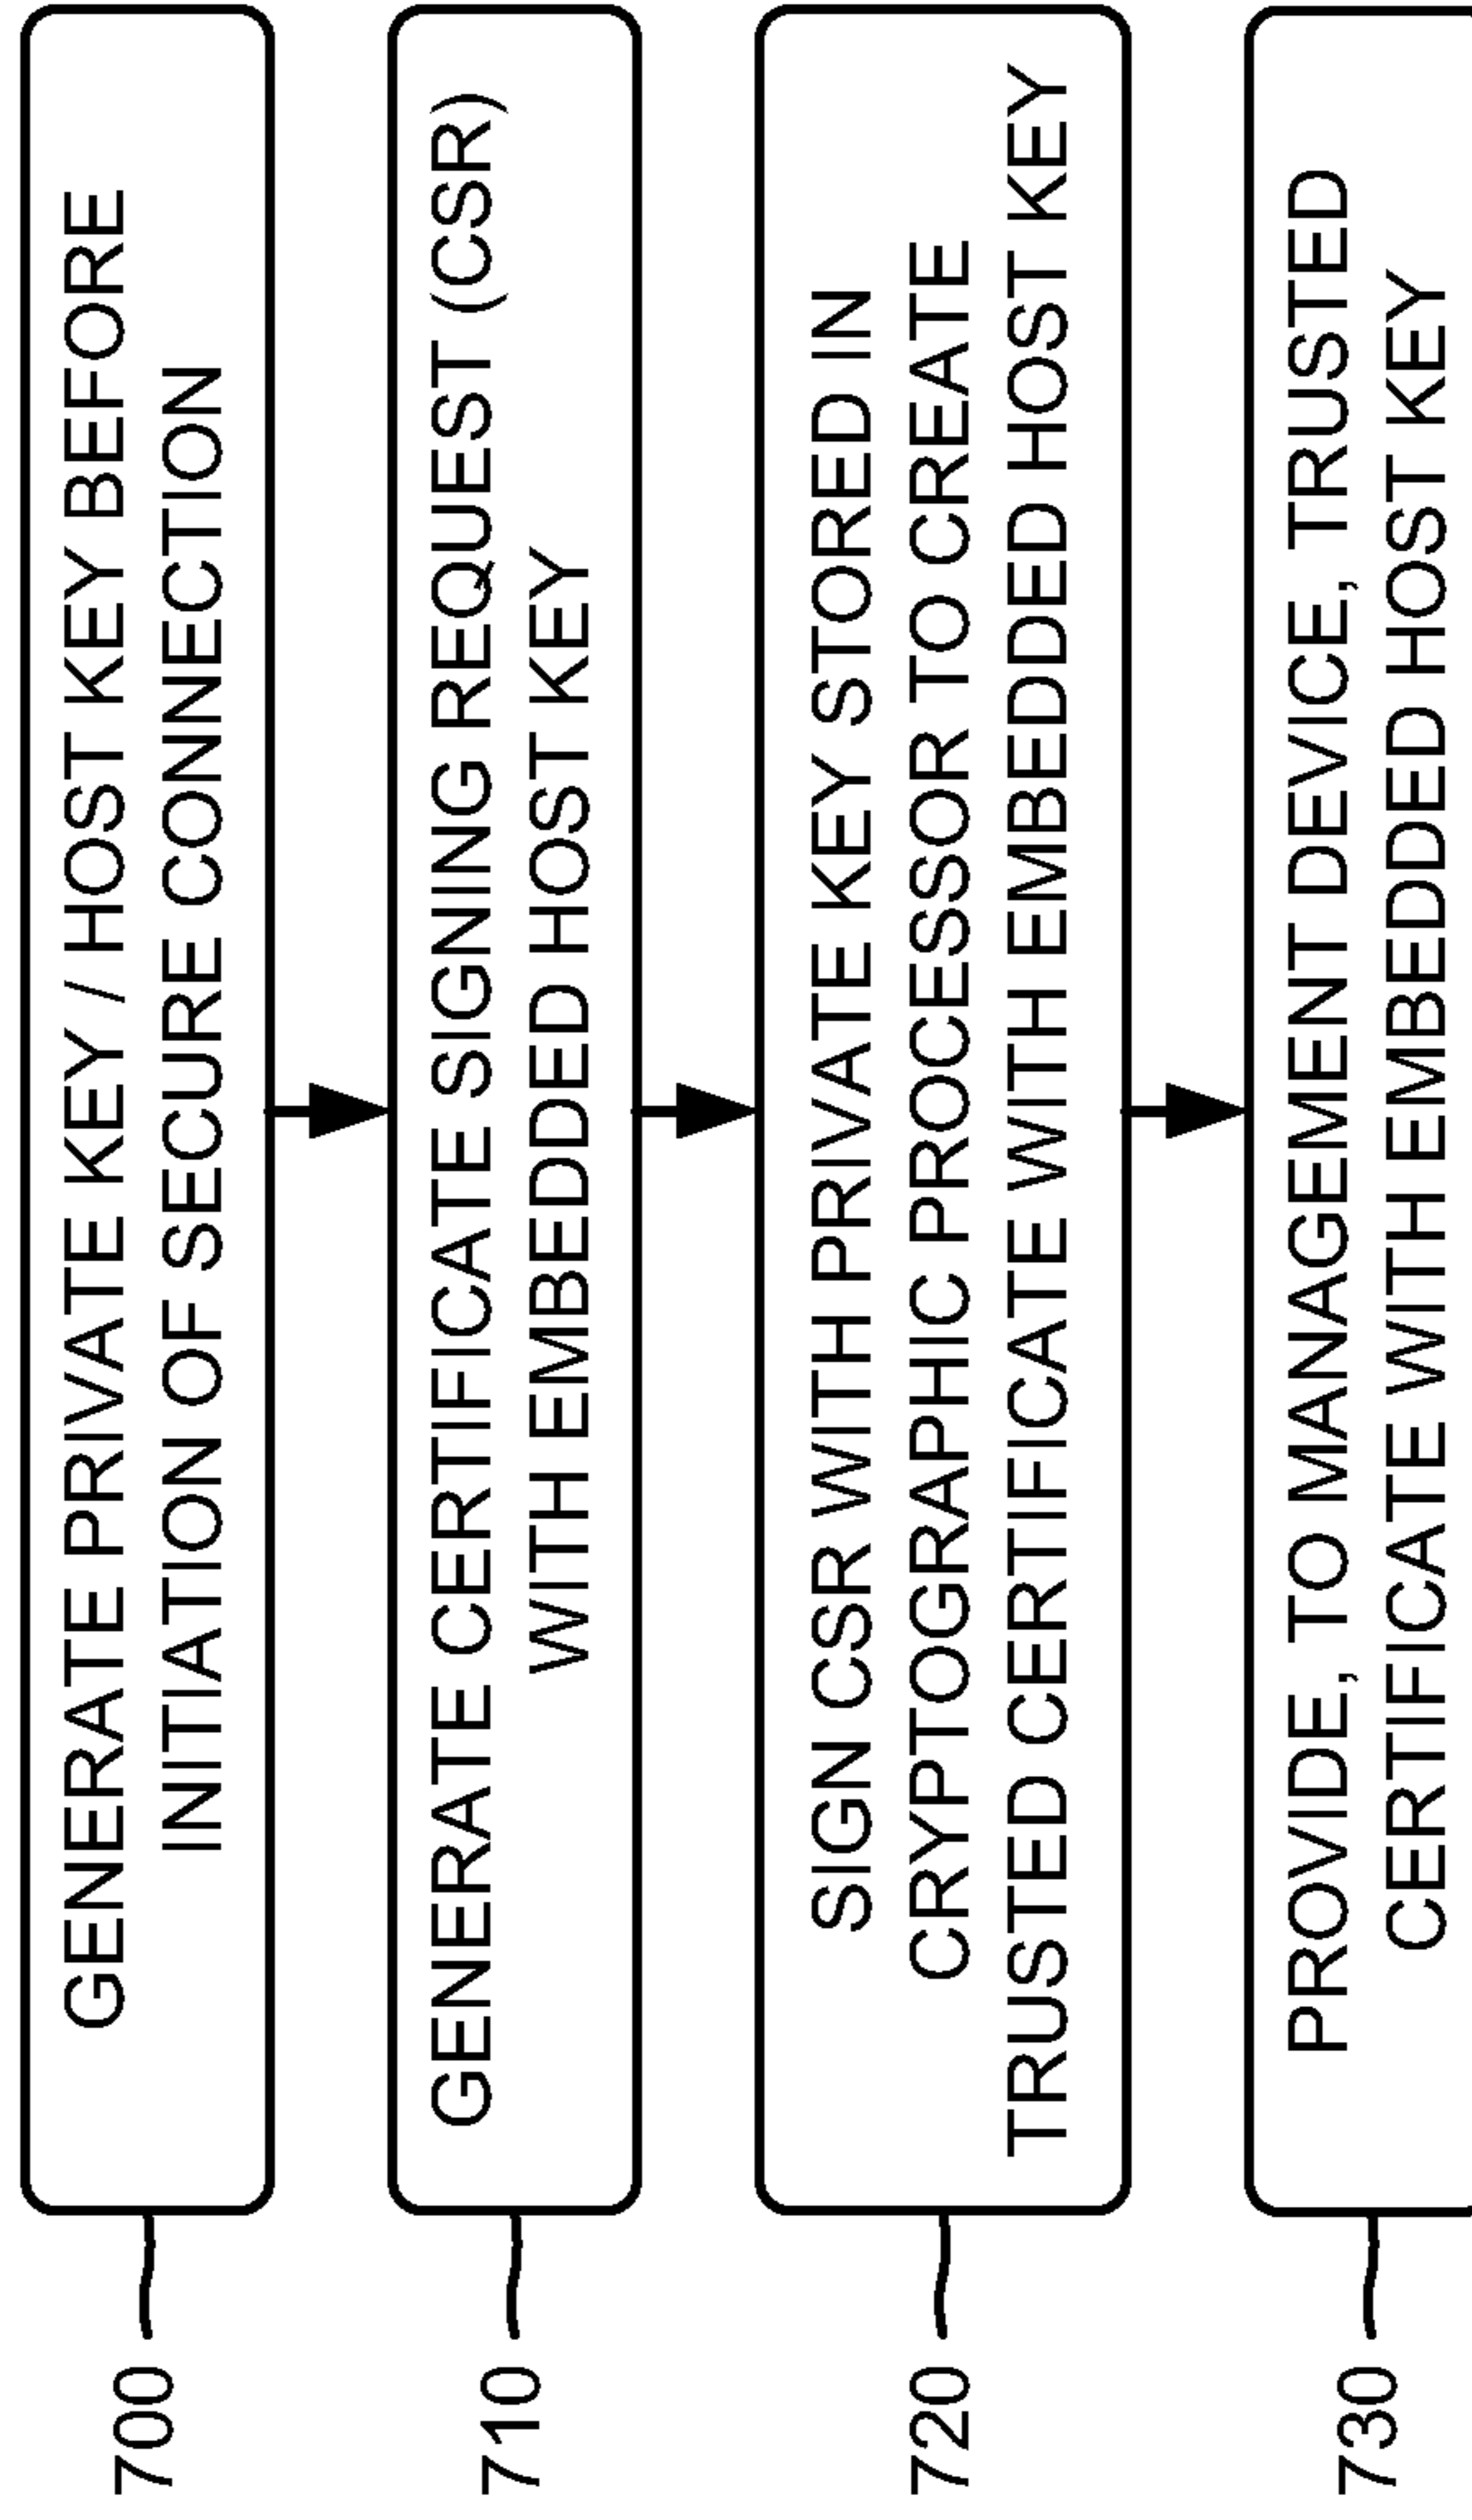 700
GENERATE PRIVATE KEY / HOST KEY BEFORE
INITIATION OF SECURE CONNECTION
710
GENERATE CERTIFICATE SIGNING REQUEST (CSR)
WITH EMBEDDED HOST KEY
720
SIGN CSR WITH PRIVATE KEY STORED IN
CRYPTOGRAPHIC PROCESSOR TO CREATE
TRUSTED CERTIFICATE WITH EMBEDDED HOST KEY
730
PROVIDE, TO MANAGEMENT DEVICE, TRUSTED
CERTIFICATE WITH EMBEDDED HOST KEY